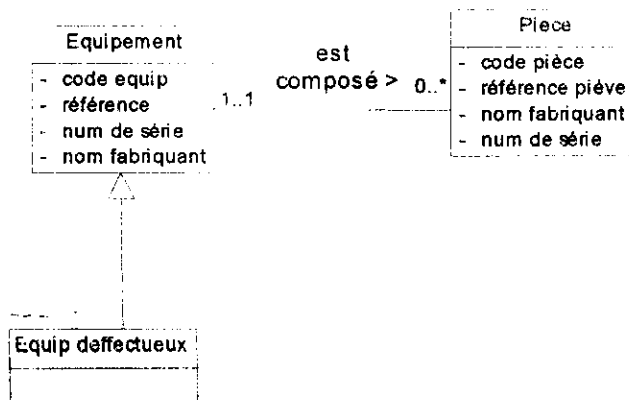 Equipement
- code equip
- référence
- num de série
- nom fabriquant
1..1
est
composé >
0..*
Piece
- code pièce
- référence piéve
- nom fabriquant
- num de série
Equip deffectueux